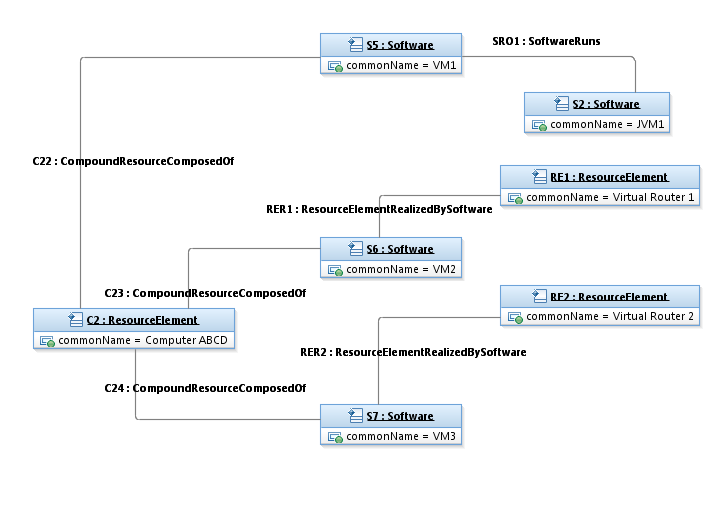 S5 : Software
commonName = VM1
SRO1 : SoftwareRuns
S2 : Software
commonName = JVM1
C22 : CompoundResourceComposedOf
RE1 : ResourceElement
commonName = Virtual Router 1
RER1 : ResourceElementRealizedBySoftware
S6 : Software
commonName = VM2
C23 : CompoundResourceComposedOf
RE2 : ResourceElement
commonName = Virtual Router 2
C2 : ResourceElement
commonName = Computer ABCD
RER2 : ResourceElementRealizedBySoftware
C24 : CompoundResourceComposedOf
S7 : Software
commonName = VM3